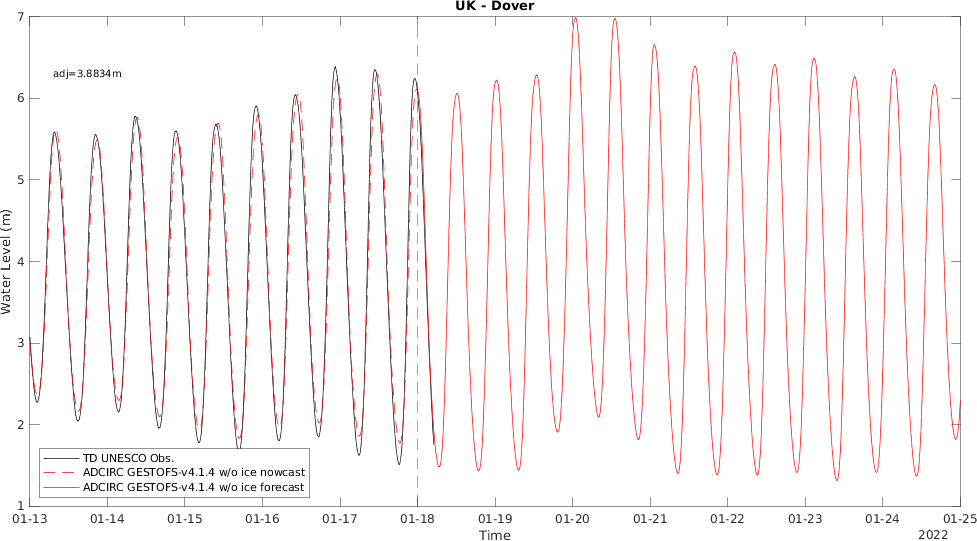 UK - Dover
adj=3.8834m
7
6
5
4
3
2
1
Water Level (m)
TD UNESCO Obs.
ADCIRC GESTOFS-v4.1.4 w/o ice nowcast
ADCIRC GESTOFS-v4.1.4 w/o ice forecast
01-13 01-14 01-15 01-16 01-17 01-18 01-19 01-20 01-21 01-22 01-23 01-24 01-25
Time
2022